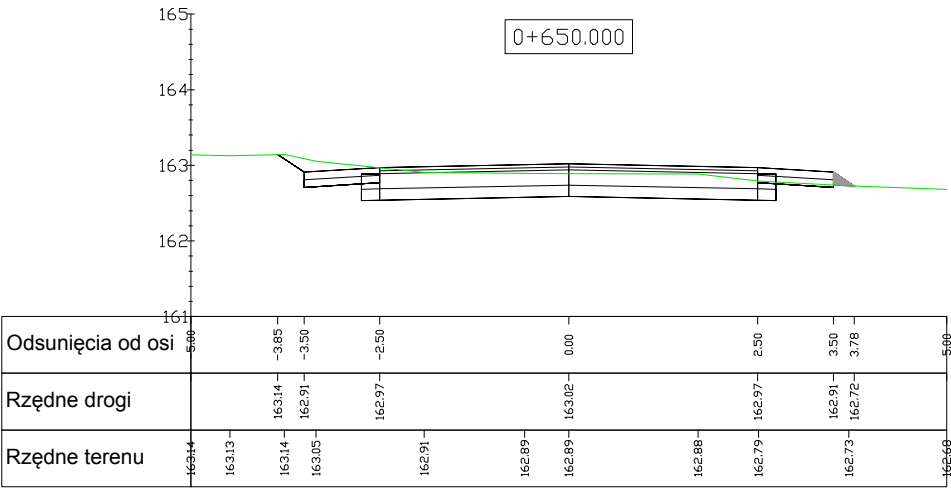 165
0+650.000
164
163
162
161
Odsunięcia od osi -5.00 -3.85 -3.50 -2.50 0.00 2.50 3.50 3.78 5.00
Rzędne drogi 163.14 162.91 162.97 163.02 162.97 162.91 162.72
Rzędne terenu 163.14 163.13 163.14 163.05 162.91 162.89 162.89 162.88 162.79 162.73 162.68